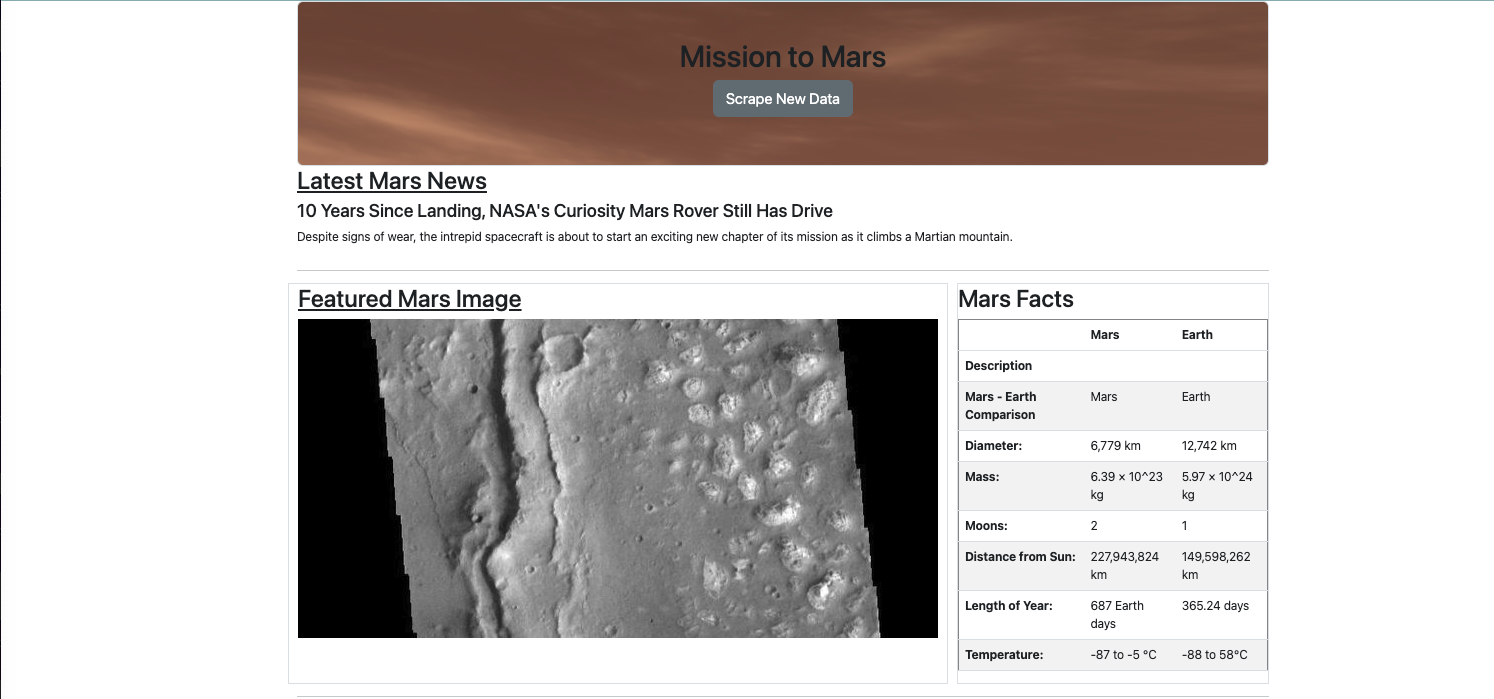 Mission to Mars
Scrape New Data
Latest Mars News
10 Years Since Landing, NASA's Curiosity Mars Rover Still Has Drive
Despite signs of wear, the intrepid spacecraft is about to start an exciting new chapter of its mission as it climbs a Martian mountain.
Featured Mars Image
Mars Facts
Mars Earth
Description
Mars - Earth Comparison Mars Earth
Diameter: 6,779 km 12,742 km
Mass: 6.39 × 10^23 kg 5.97 × 10^24 kg
Moons: 2 1
Distance from Sun: 227,943,824 km 149,598,262 km
Length of Year: 687 Earth days 365.24 days
Temperature: -87 to -5 °C -88 to 58°C